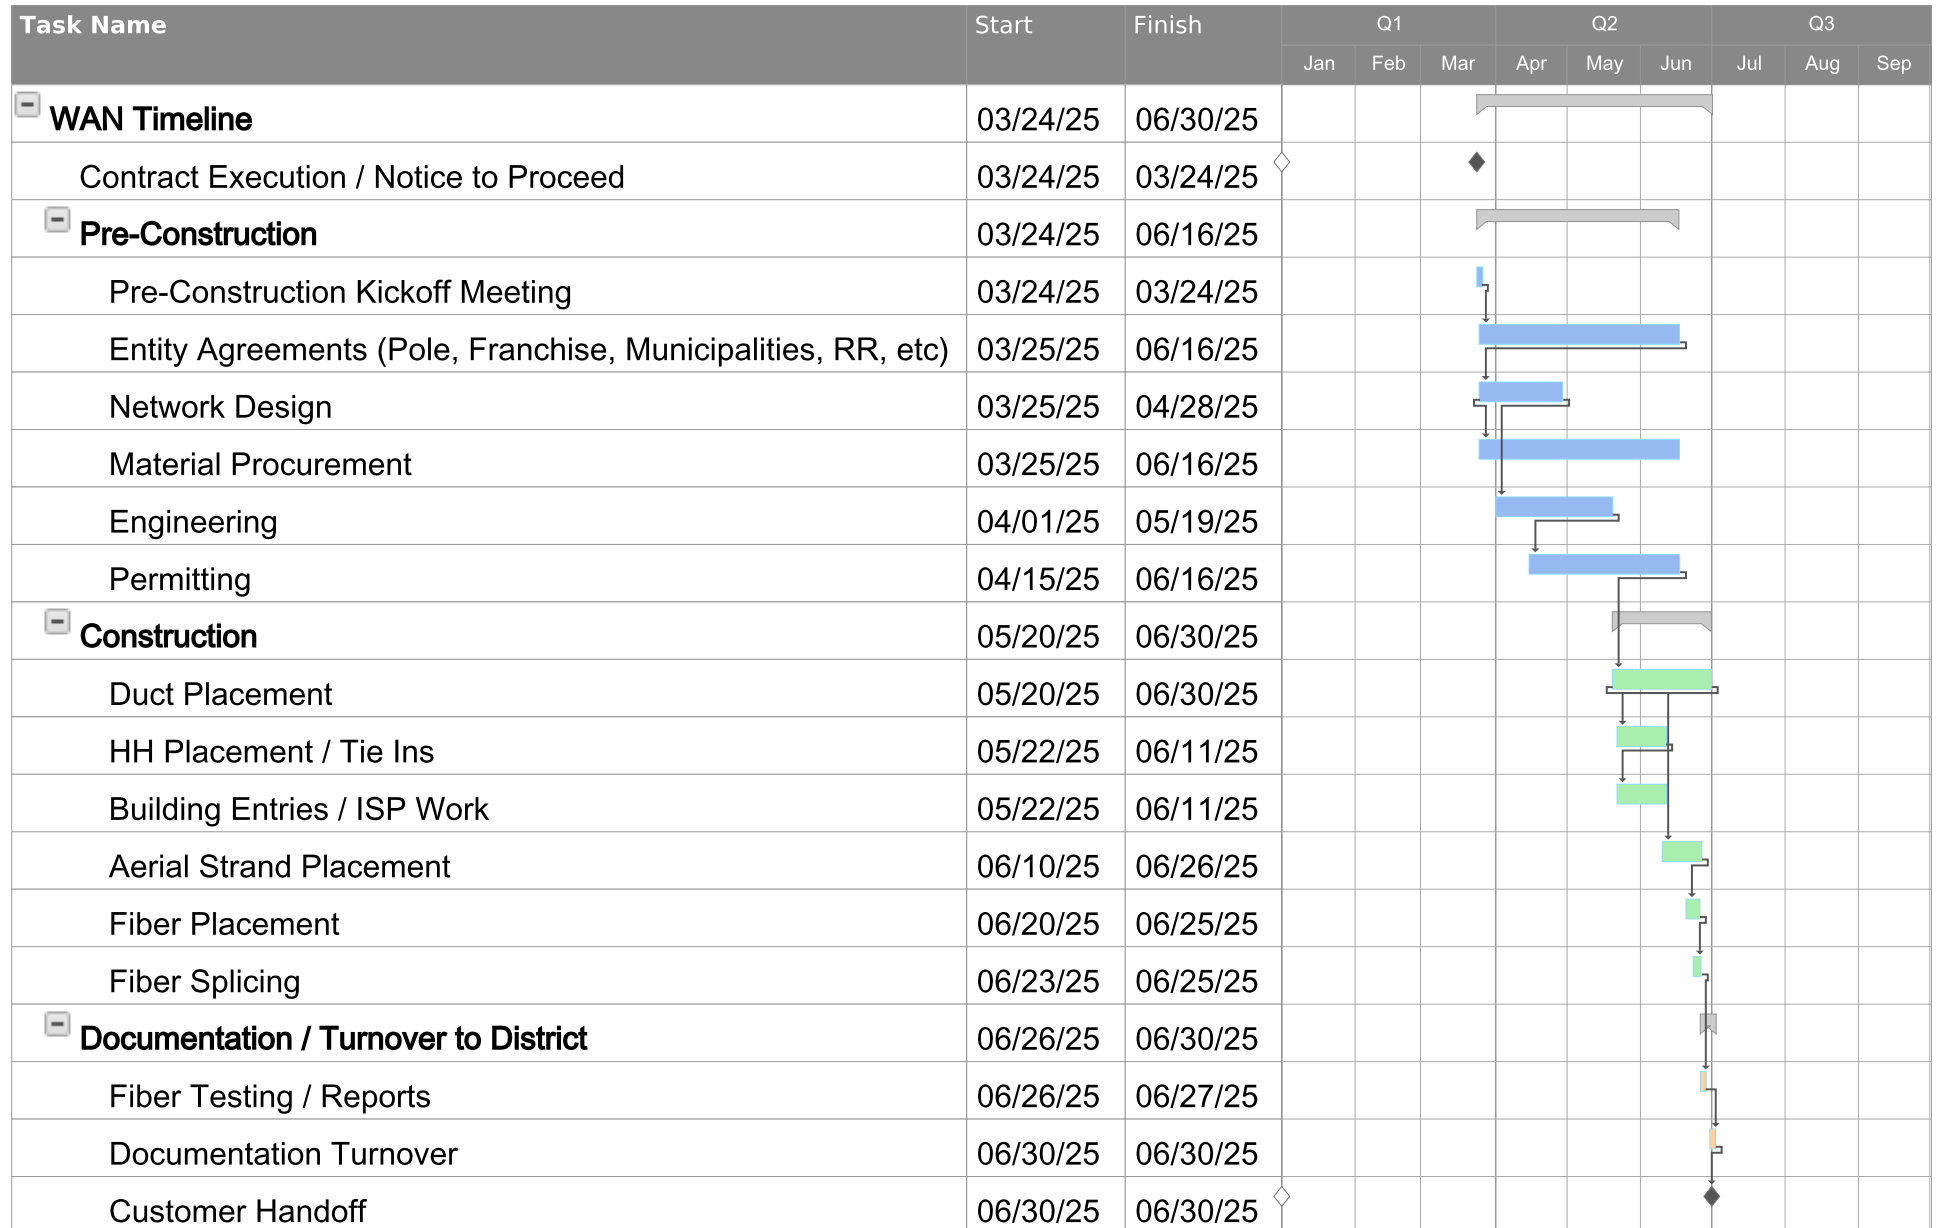 Task Name Start Finish Q1 Q2 Q3
Jan Feb Mar Apr May Jun Jul Aug Sep
WAN Timeline 03/24/25 06/30/25
Contract Execution / Notice to Proceed 03/24/25 03/24/25
Pre-Construction 03/24/25 06/16/25
Pre-Construction Kickoff Meeting 03/24/25 03/24/25
Entity Agreements (Pole, Franchise, Municipalities, RR, etc) 03/25/25 06/16/25
Network Design 03/25/25 04/28/25
Material Procurement 03/25/25 06/16/25
Engineering 04/01/25 05/19/25
Permitting 04/15/25 06/16/25
Construction 05/20/25 06/30/25
Duct Placement 05/20/25 06/30/25
HH Placement / Tie Ins 05/22/25 06/11/25
Building Entries / ISP Work 05/22/25 06/11/25
Aerial Strand Placement 06/10/25 06/26/25
Fiber Placement 06/20/25 06/25/25
Fiber Splicing 06/23/25 06/25/25
Documentation / Turnover to District 06/26/25 06/30/25
Fiber Testing / Reports 06/26/25 06/27/25
Documentation Turnover 06/30/25 06/30/25
Customer Handoff 06/30/25 06/30/25